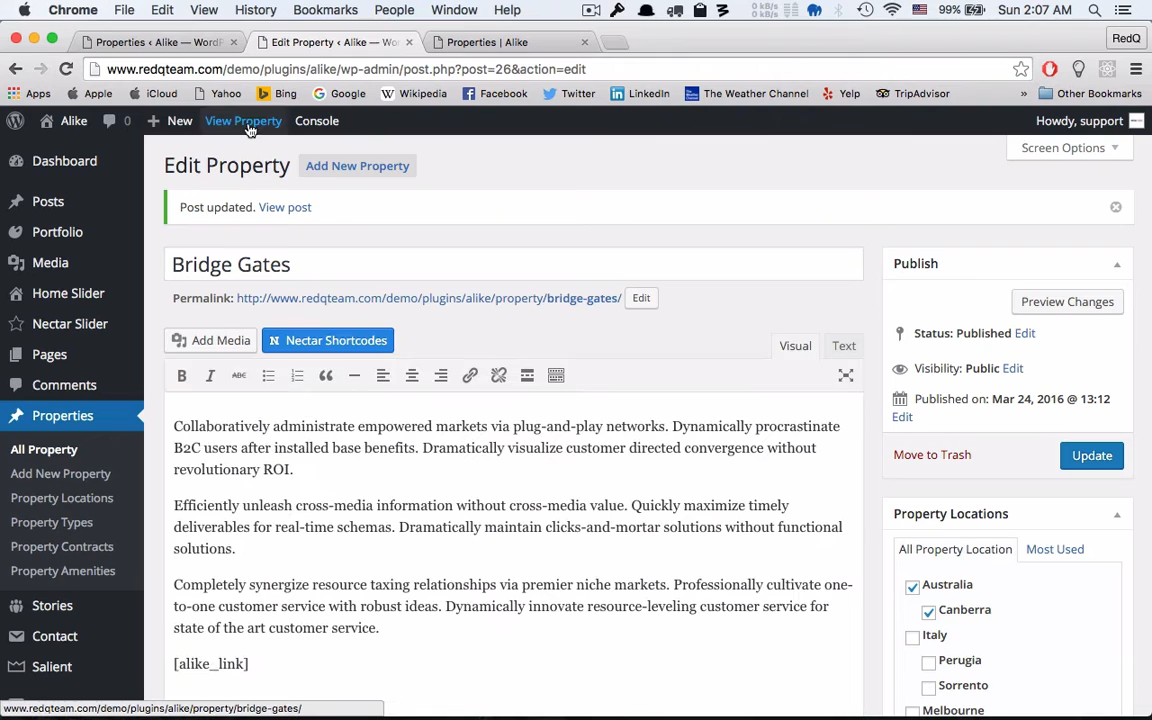 Chrome File Edit View History Bookmarks People Window Help 0 kB/s 0 kB/s 99% Sun 2:07 AM
Properties ‹ Alike — WordP
Edit Property ‹ Alike — Wo
Properties | Alike
RedQ
www.redqteam.com/demo/plugins/alike/wp-admin/post.php?post=26&action=edit
Apps Apple iCloud Yahoo Bing Google Wikipedia Facebook Twitter LinkedIn The Weather Channel Yelp TripAdvisor » Other Bookmarks
Alike 0 New View Property Console Howdy, support
Dashboard
Posts
Portfolio
Media
Home Slider
Nectar Slider
Pages
Comments
Properties
All Property
Add New Property
Property Locations
Property Types
Property Contracts
Property Amenities
Stories
Contact
Salient
Edit Property Add New Property
Screen Options
Post updated. View post
Bridge Gates
Permalink: http://www.redqteam.com/demo/plugins/alike/property/bridge-gates/ Edit
Add Media N Nectar Shortcodes
Visual Text
B I ABC
Collaboratively administrate empowered markets via plug-and-play networks. Dynamically procrastinate
B2C users after installed base benefits. Dramatically visualize customer directed convergence without
revolutionary ROI.
Efficiently unleash cross-media information without cross-media value. Quickly maximize timely
deliverables for real-time schemas. Dramatically maintain clicks-and-mortar solutions without functional
solutions.
Completely synergize resource taxing relationships via premier niche markets. Professionally cultivate one-
to-one customer service with robust ideas. Dynamically innovate resource-leveling customer service for
state of the art customer service.
[alike_link]
Publish
Preview Changes
Status: Published Edit
Visibility: Public Edit
Published on: Mar 24, 2016 @ 13:12
Edit
Move to Trash Update
Property Locations
All Property Location Most Used
Australia
Canberra
Italy
Perugia
Sorrento
Melbourne
www.redqteam.com/demo/plugins/alike/property/bridge-gates/